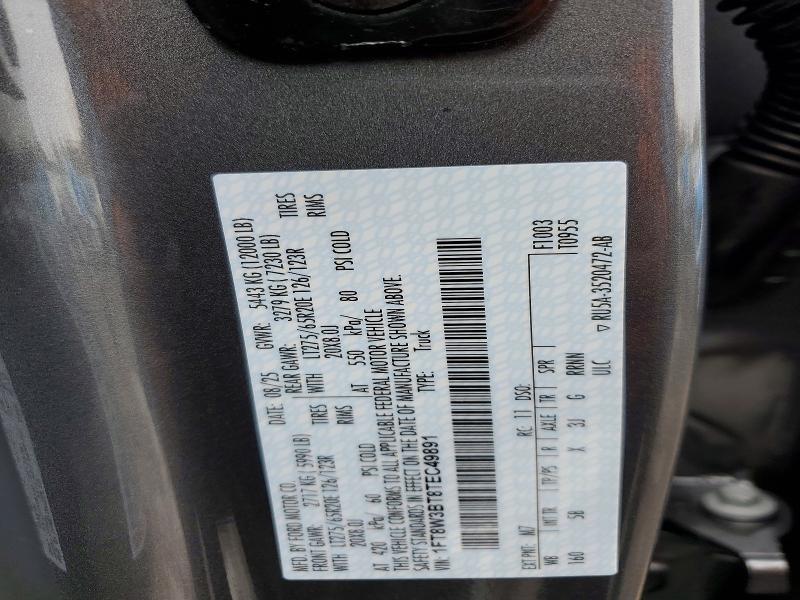 MFD. BY FORD MOTOR CO.
DATE: 08/25 GVWR: 5443 KG (12000 LB)
FRONT GAWR: 2717 KG (5990 LB) REAR GAWR: 3279 KG (7230 LB)
LT275/65R20E 126/123R TIRES WITH LT275/65R20E 126/123R TIRES
20X8.0J RIMS 20X8.0J RIMS
AT 420 kPa/ 60 PSI COLD AT 550 kPa/ 80 PSI COLD
THIS VEHICLE CONFORMS TO ALL APPLICABLE FEDERAL MOTOR VEHICLE
SAFETY STANDARDS IN EFFECT ON THE DATE OF MANUFACTURE SHOWN ABOVE.
VIN: 1FT8W3BT8TEC49891 TYPE: Truck
F1003
T0955
EXT PNT: N7 RC: 11 DSO:
WB INT TR TP/PS R AXLE TR SPR
160 5B X 3J G RRMN
ULC
▽ RU5A-3520472-AB